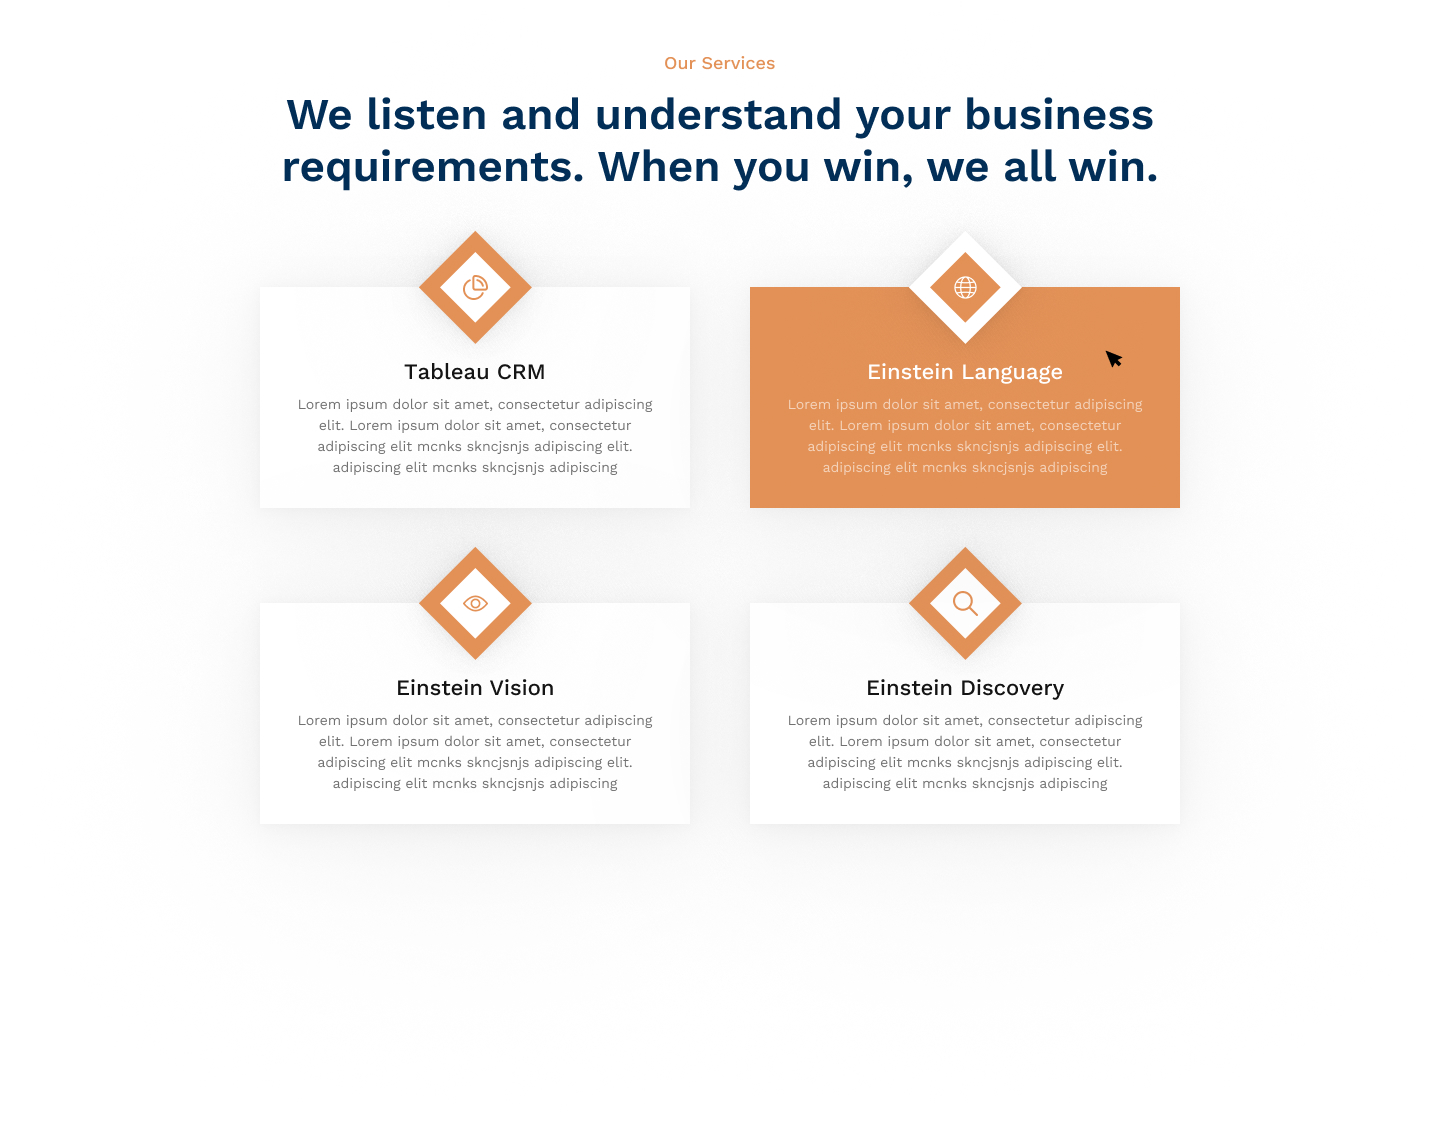 Our Services
We listen and understand your business
requirements. When you win, we all win.
Tableau CRM
Lorem ipsum dolor sit amet, consectetur adipiscing
elit. Lorem ipsum dolor sit amet, consectetur
adipiscing elit mcnks skncjsnjs adipiscing elit.
adipiscing elit mcnks skncjsnjs adipiscing
Einstein Language
Lorem ipsum dolor sit amet, consectetur adipiscing
elit. Lorem ipsum dolor sit amet, consectetur
adipiscing elit mcnks skncjsnjs adipiscing elit.
adipiscing elit mcnks skncjsnjs adipiscing
Einstein Vision
Lorem ipsum dolor sit amet, consectetur adipiscing
elit. Lorem ipsum dolor sit amet, consectetur
adipiscing elit mcnks skncjsnjs adipiscing elit.
adipiscing elit mcnks skncjsnjs adipiscing
Einstein Discovery
Lorem ipsum dolor sit amet, consectetur adipiscing
elit. Lorem ipsum dolor sit amet, consectetur
adipiscing elit mcnks skncjsnjs adipiscing elit.
adipiscing elit mcnks skncjsnjs adipiscing